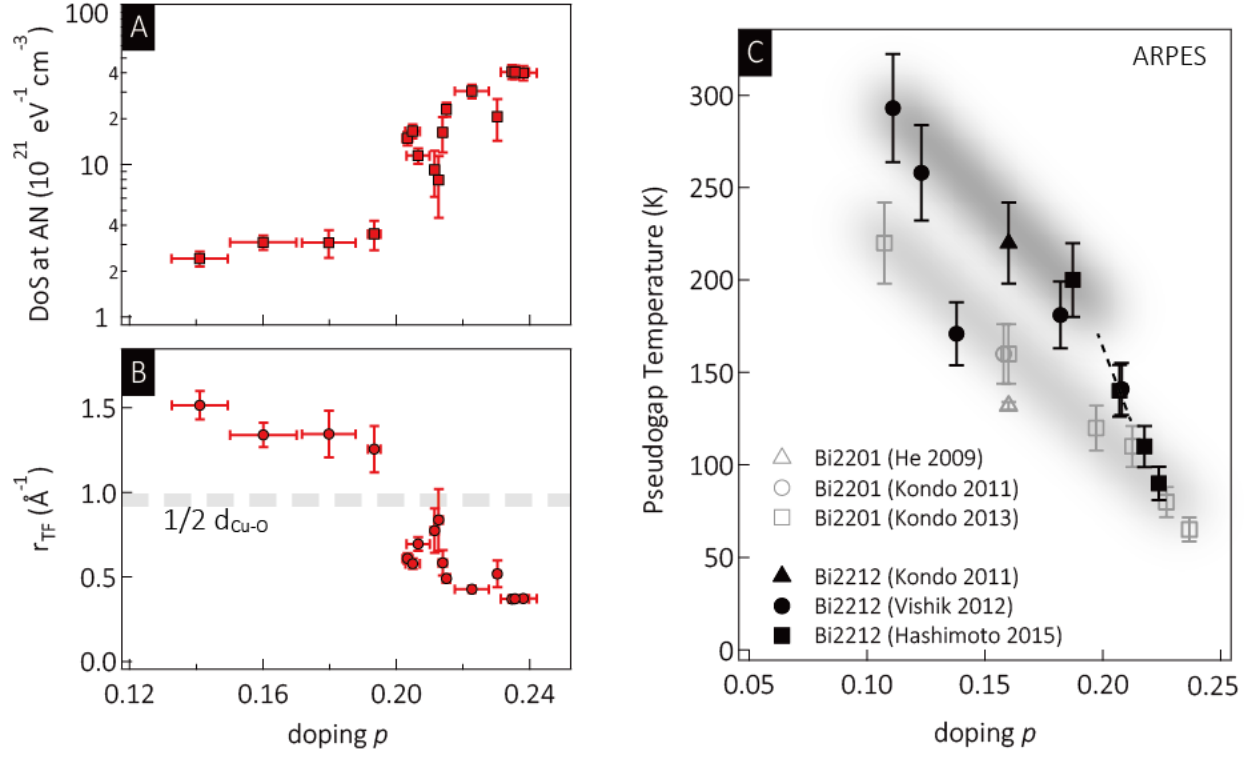 A
DoS at AN (10²¹ eV⁻¹ cm⁻³)
100
4
2
10
4
2
1
B
r_TF (Å⁻¹)
1.5
1.0
0.5
0.0
1/2 d_Cu-O
0.12
0.16
0.20
0.24
doping p
C
ARPES
Pseudogap Temperature (K)
300
250
200
150
100
50
0
Bi2201 (He 2009)
Bi2201 (Kondo 2011)
Bi2201 (Kondo 2013)
Bi2212 (Kondo 2011)
Bi2212 (Vishik 2012)
Bi2212 (Hashimoto 2015)
0.05
0.10
0.15
0.20
0.25
doping p